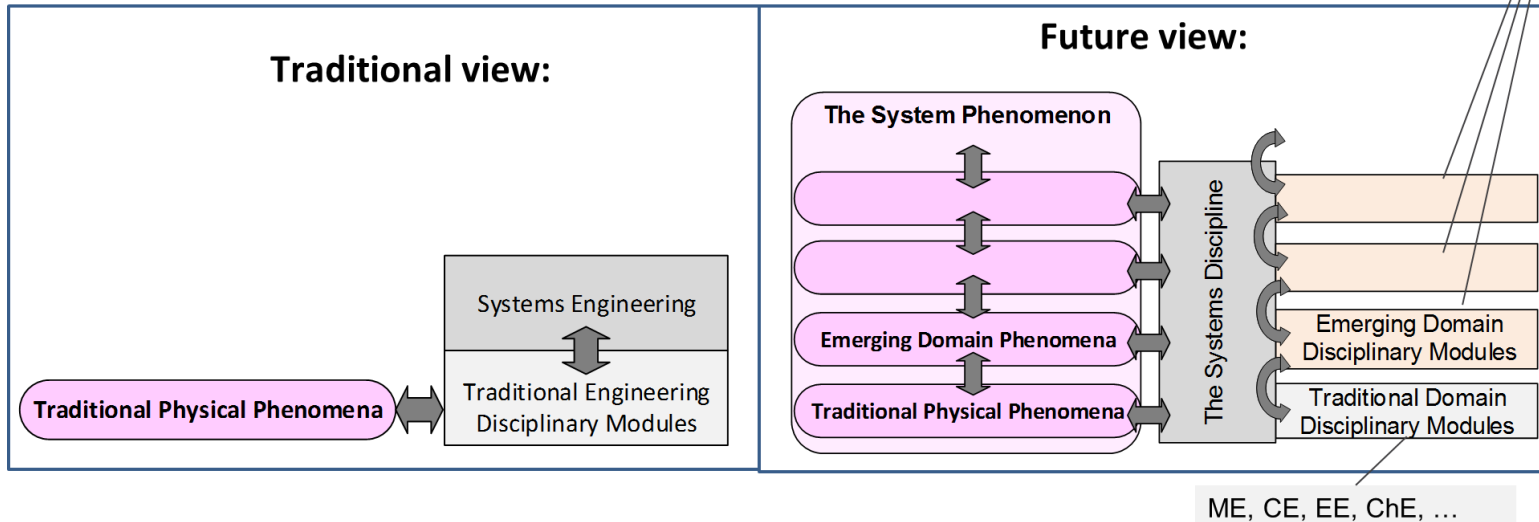 Traditional view:
Systems Engineering
Traditional Engineering
Disciplinary Modules
Traditional Physical Phenomena
Future view:
The System Phenomenon
Emerging Domain Phenomena
Traditional Physical Phenomena
The Systems Discipline
Emerging Domain
Disciplinary Modules
Traditional Domain
Disciplinary Modules
ME, CE, EE, ChE, …